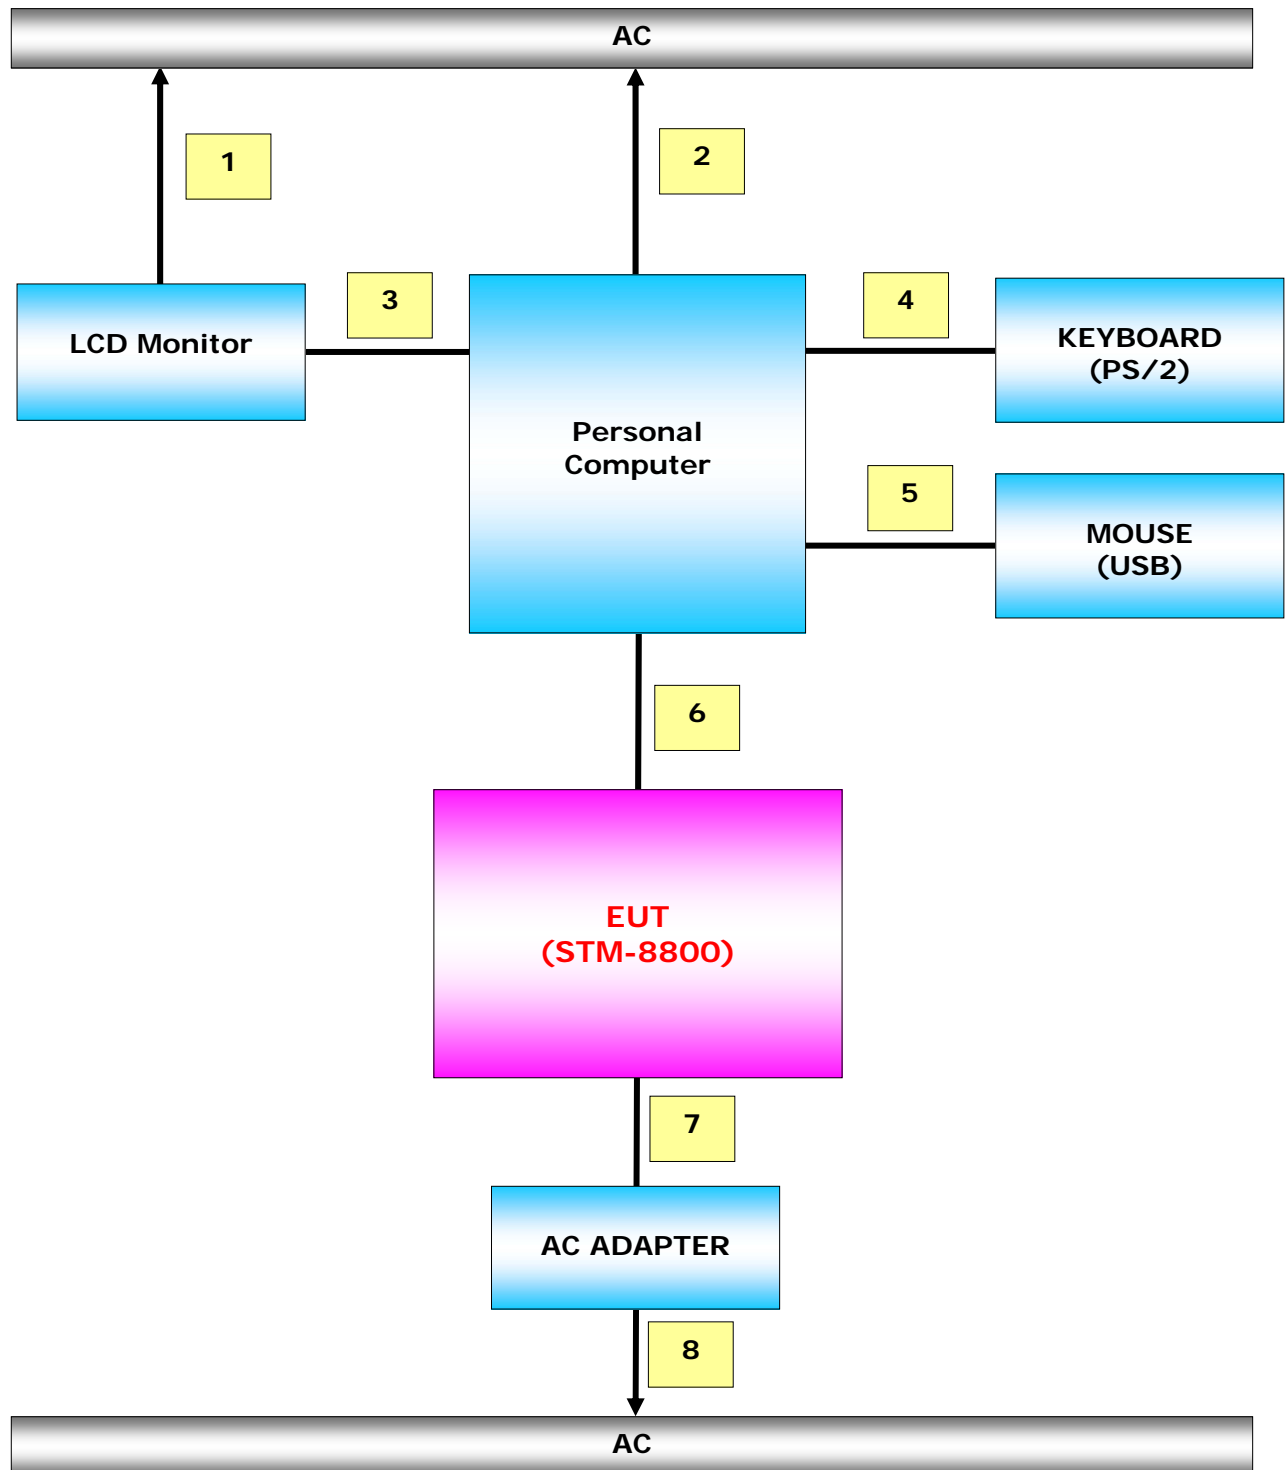 AC
1
2
3
4
LCD Monitor
KEYBOARD
(PS/2)
Personal
Computer
5
MOUSE
(USB)
6
EUT
(STM-8800)
7
AC ADAPTER
8
AC